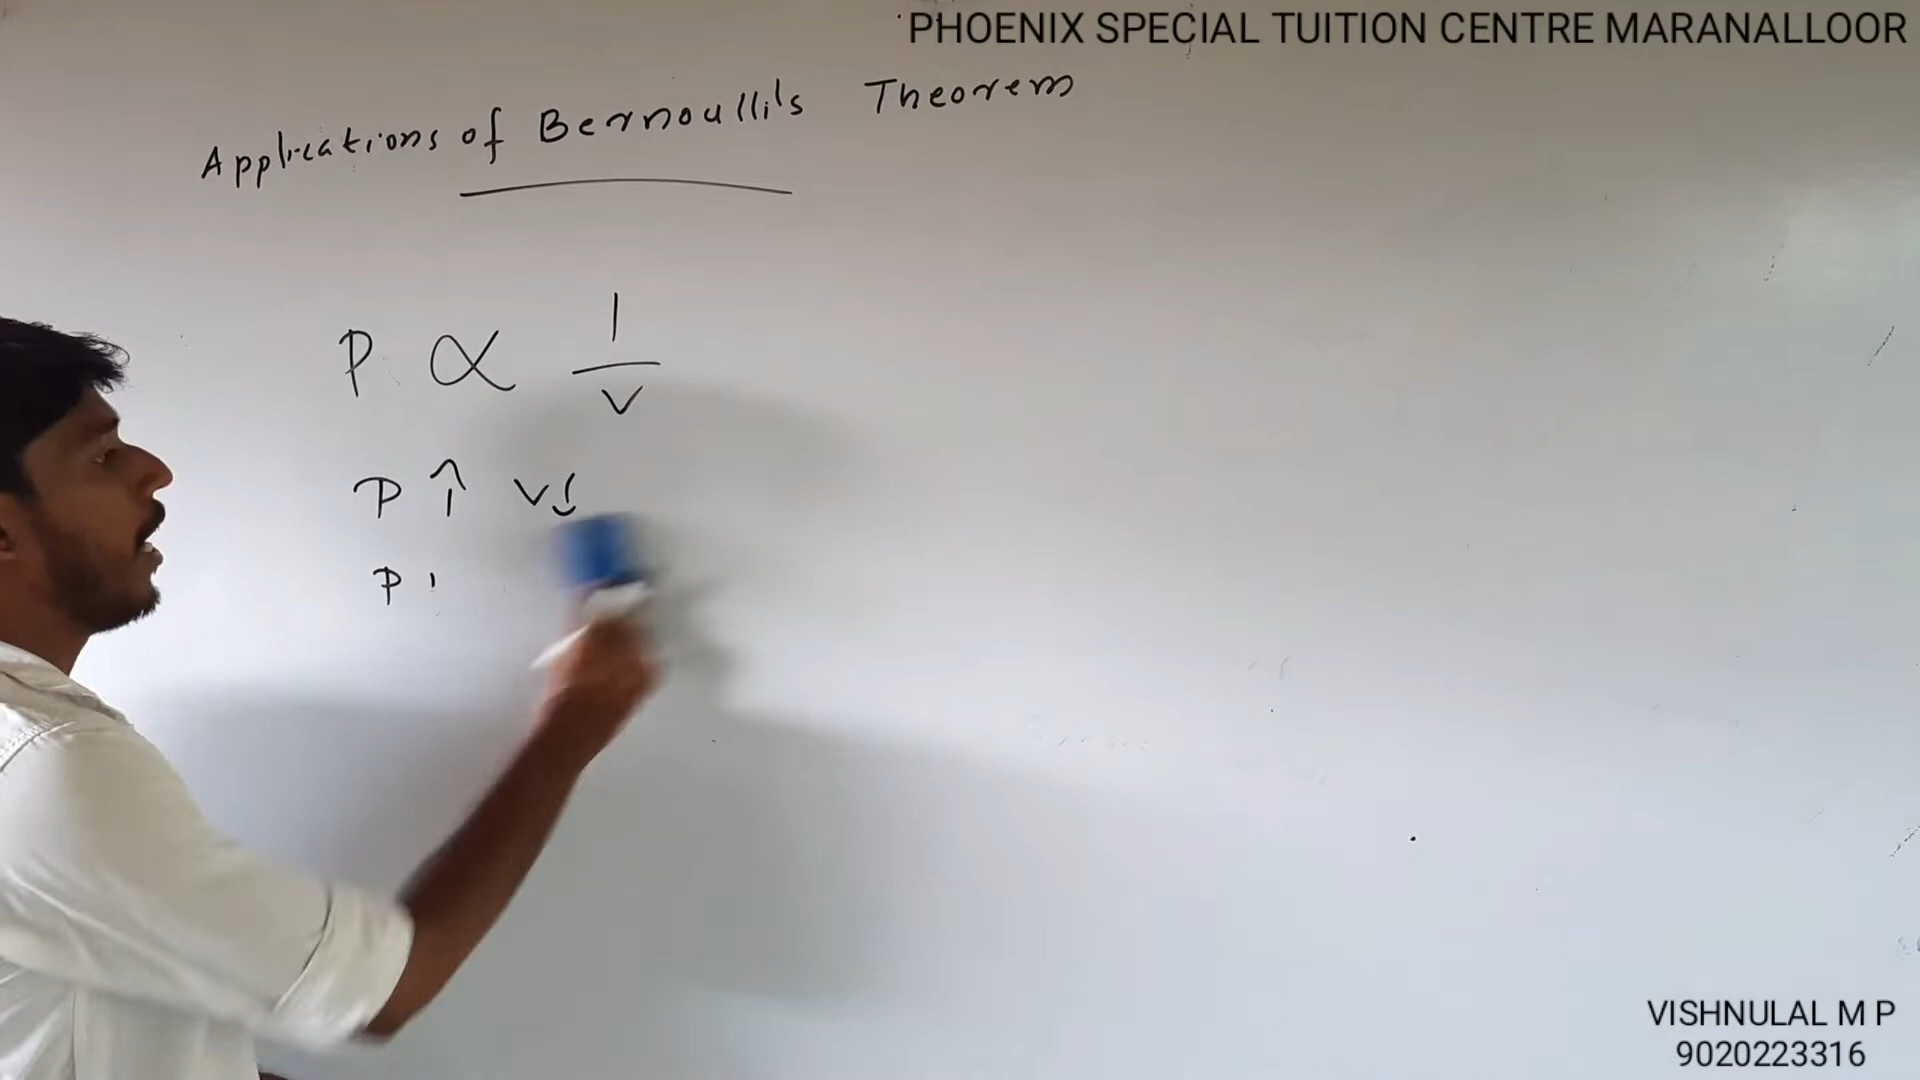 PHOENIX SPECIAL TUITION CENTRE MARANALLOOR
Applications of Bernoulli's Theorem
P ∝ 1/v
P ↑ v↓
P
VISHNULAL M P
9020223316